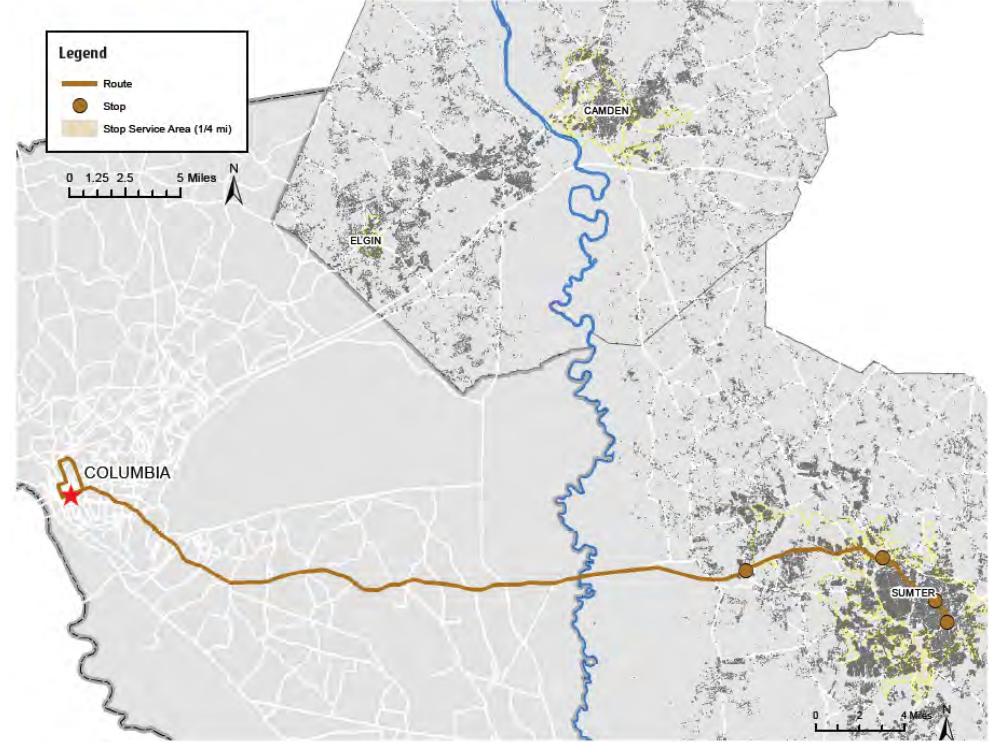 Legend
Route
Stop
Stop Service Area (1/4 mi)
0 1.25 2.5 5 Miles
N
CAMDEN
ELGIN
COLUMBIA
SUMTER
0 2 4 Miles
N